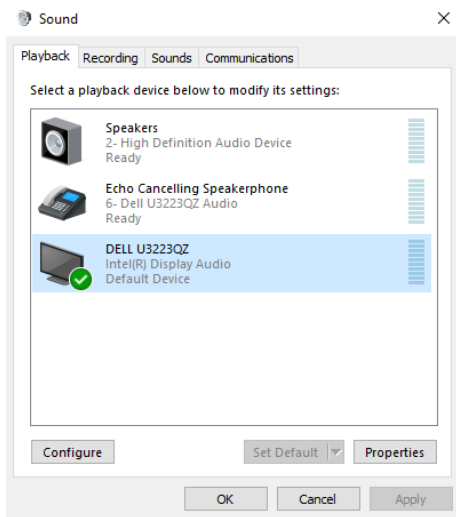 Sound
Playback Recording Sounds Communications
Select a playback device below to modify its settings:
Speakers
2- High Definition Audio Device
Ready
Echo Cancelling Speakerphone
6- Dell U3223QZ Audio
Ready
DELL U3223QZ
Intel(R) Display Audio
Default Device
Configure Set Default Properties
OK Cancel Apply